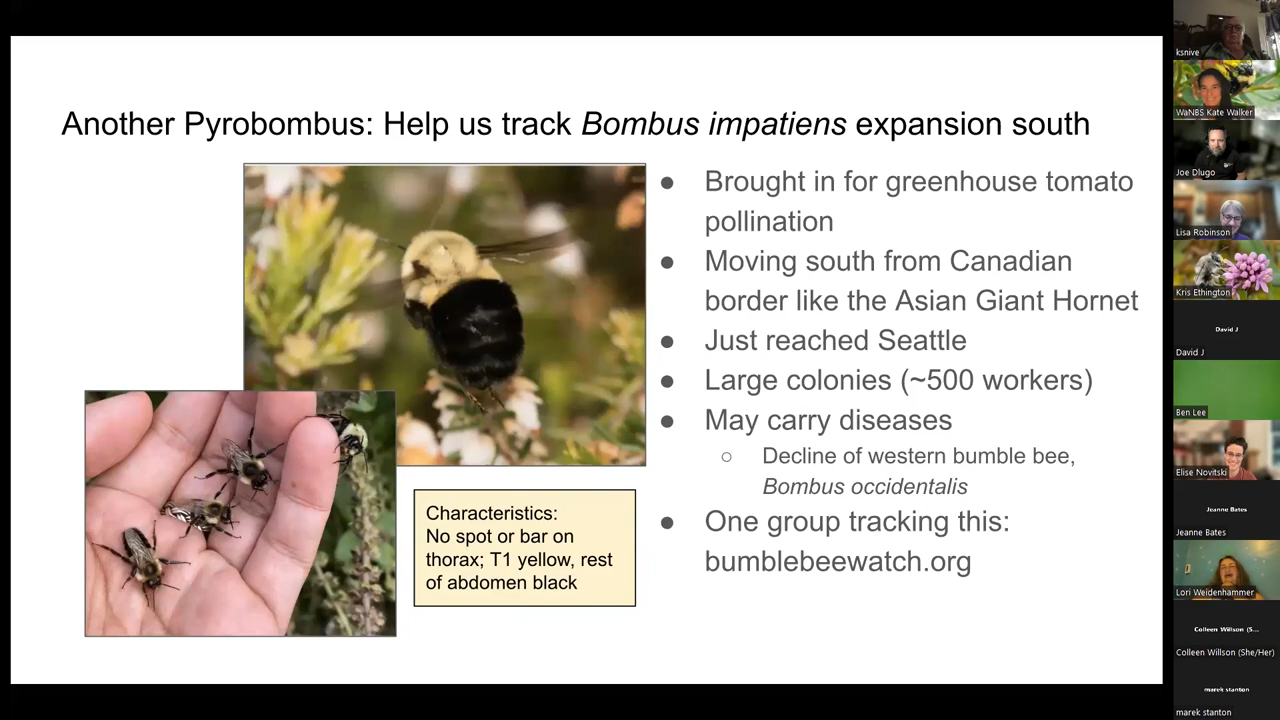 Another Pyrobombus: Help us track Bombus impatiens expansion south
● Brought in for greenhouse tomato
pollination
● Moving south from Canadian
border like the Asian Giant Hornet
● Just reached Seattle
● Large colonies (~500 workers)
● May carry diseases
○ Decline of western bumble bee,
Bombus occidentalis
● One group tracking this:
bumblebeewatch.org
Characteristics:
No spot or bar on
thorax; T1 yellow, rest
of abdomen black
ksnive
WaNBS Kate Walker
Joe Dlugo
Lisa Robinson
Kris Ethington
David J
David J
Ben Lee
Elise Novitski
Jeanne Bates
Jeanne Bates
Lori Weidenhammer
Colleen Willson (S...
Colleen Willson (She/Her)
marek stanton
marek stanton